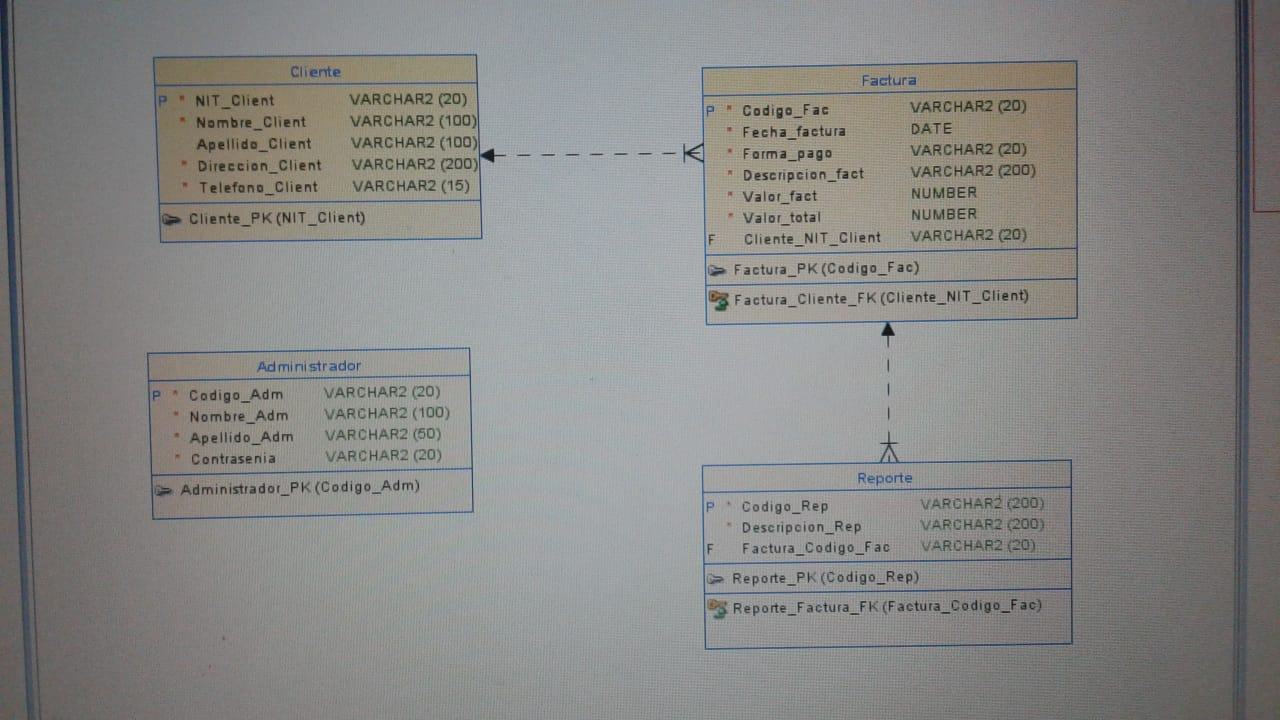 Cliente
P * NIT_Client VARCHAR2 (20)
* Nombre_Client VARCHAR2 (100)
Apellido_Client VARCHAR2 (100)
* Direccion_Client VARCHAR2 (200)
* Telefono_Client VARCHAR2 (15)
Cliente_PK (NIT_Client)
Factura
P * Codigo_Fac VARCHAR2 (20)
* Fecha_factura DATE
* Forma_pago VARCHAR2 (20)
* Descripcion_fact VARCHAR2 (200)
* Valor_fact NUMBER
* Valor_total NUMBER
F Cliente_NIT_Client VARCHAR2 (20)
Factura_PK (Codigo_Fac)
Factura_Cliente_FK (Cliente_NIT_Client)
Administrador
P * Codigo_Adm VARCHAR2 (20)
* Nombre_Adm VARCHAR2 (100)
* Apellido_Adm VARCHAR2 (50)
* Contrasenia VARCHAR2 (20)
Administrador_PK (Codigo_Adm)
Reporte
P * Codigo_Rep VARCHAR2 (200)
* Descripcion_Rep VARCHAR2 (200)
F Factura_Codigo_Fac VARCHAR2 (20)
Reporte_PK (Codigo_Rep)
Reporte_Factura_FK (Factura_Codigo_Fac)